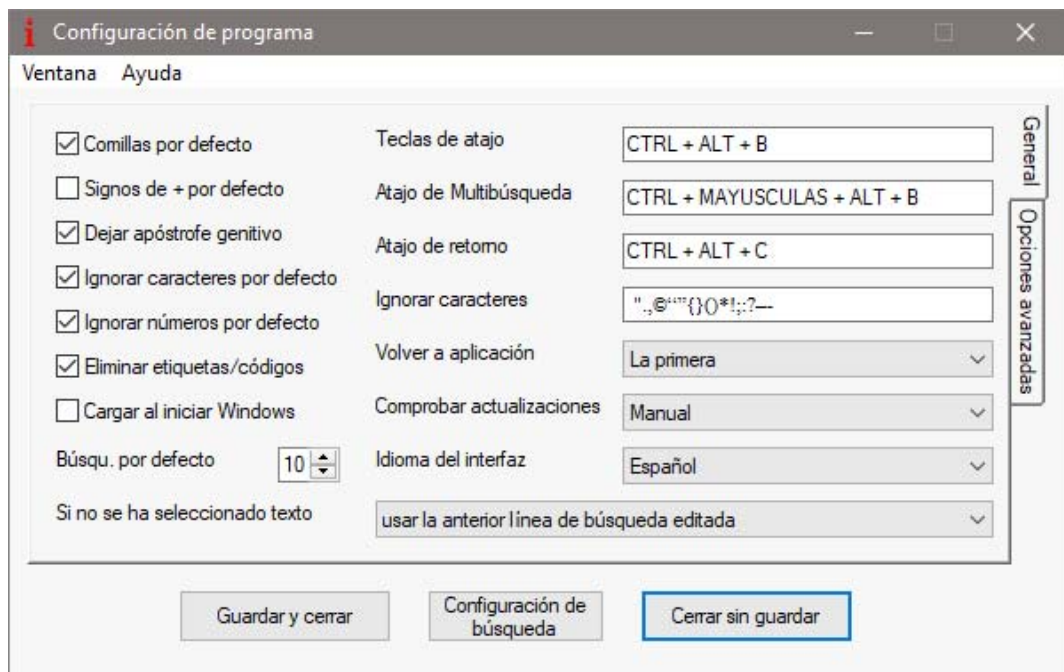 i Configuración de programa
Ventana Ayuda
Comillas por defecto
Signos de + por defecto
Dejar apóstrofe genitivo
Ignorar caracteres por defecto
Ignorar números por defecto
Eliminar etiquetas/códigos
Cargar al iniciar Windows
Búsqu. por defecto 10
Si no se ha seleccionado texto usar la anterior línea de búsqueda editada
Teclas de atajo CTRL + ALT + B
Atajo de Multibúsqueda CTRL + MAYUSCULAS + ALT + B
Atajo de retorno CTRL + ALT + C
Ignorar caracteres ".,©“”{}()*!;:?—-
Volver a aplicación La primera
Comprobar actualizaciones Manual
Idioma del interfaz Español
General
Opciones avanzadas
Guardar y cerrar
Configuración de
búsqueda
Cerrar sin guardar